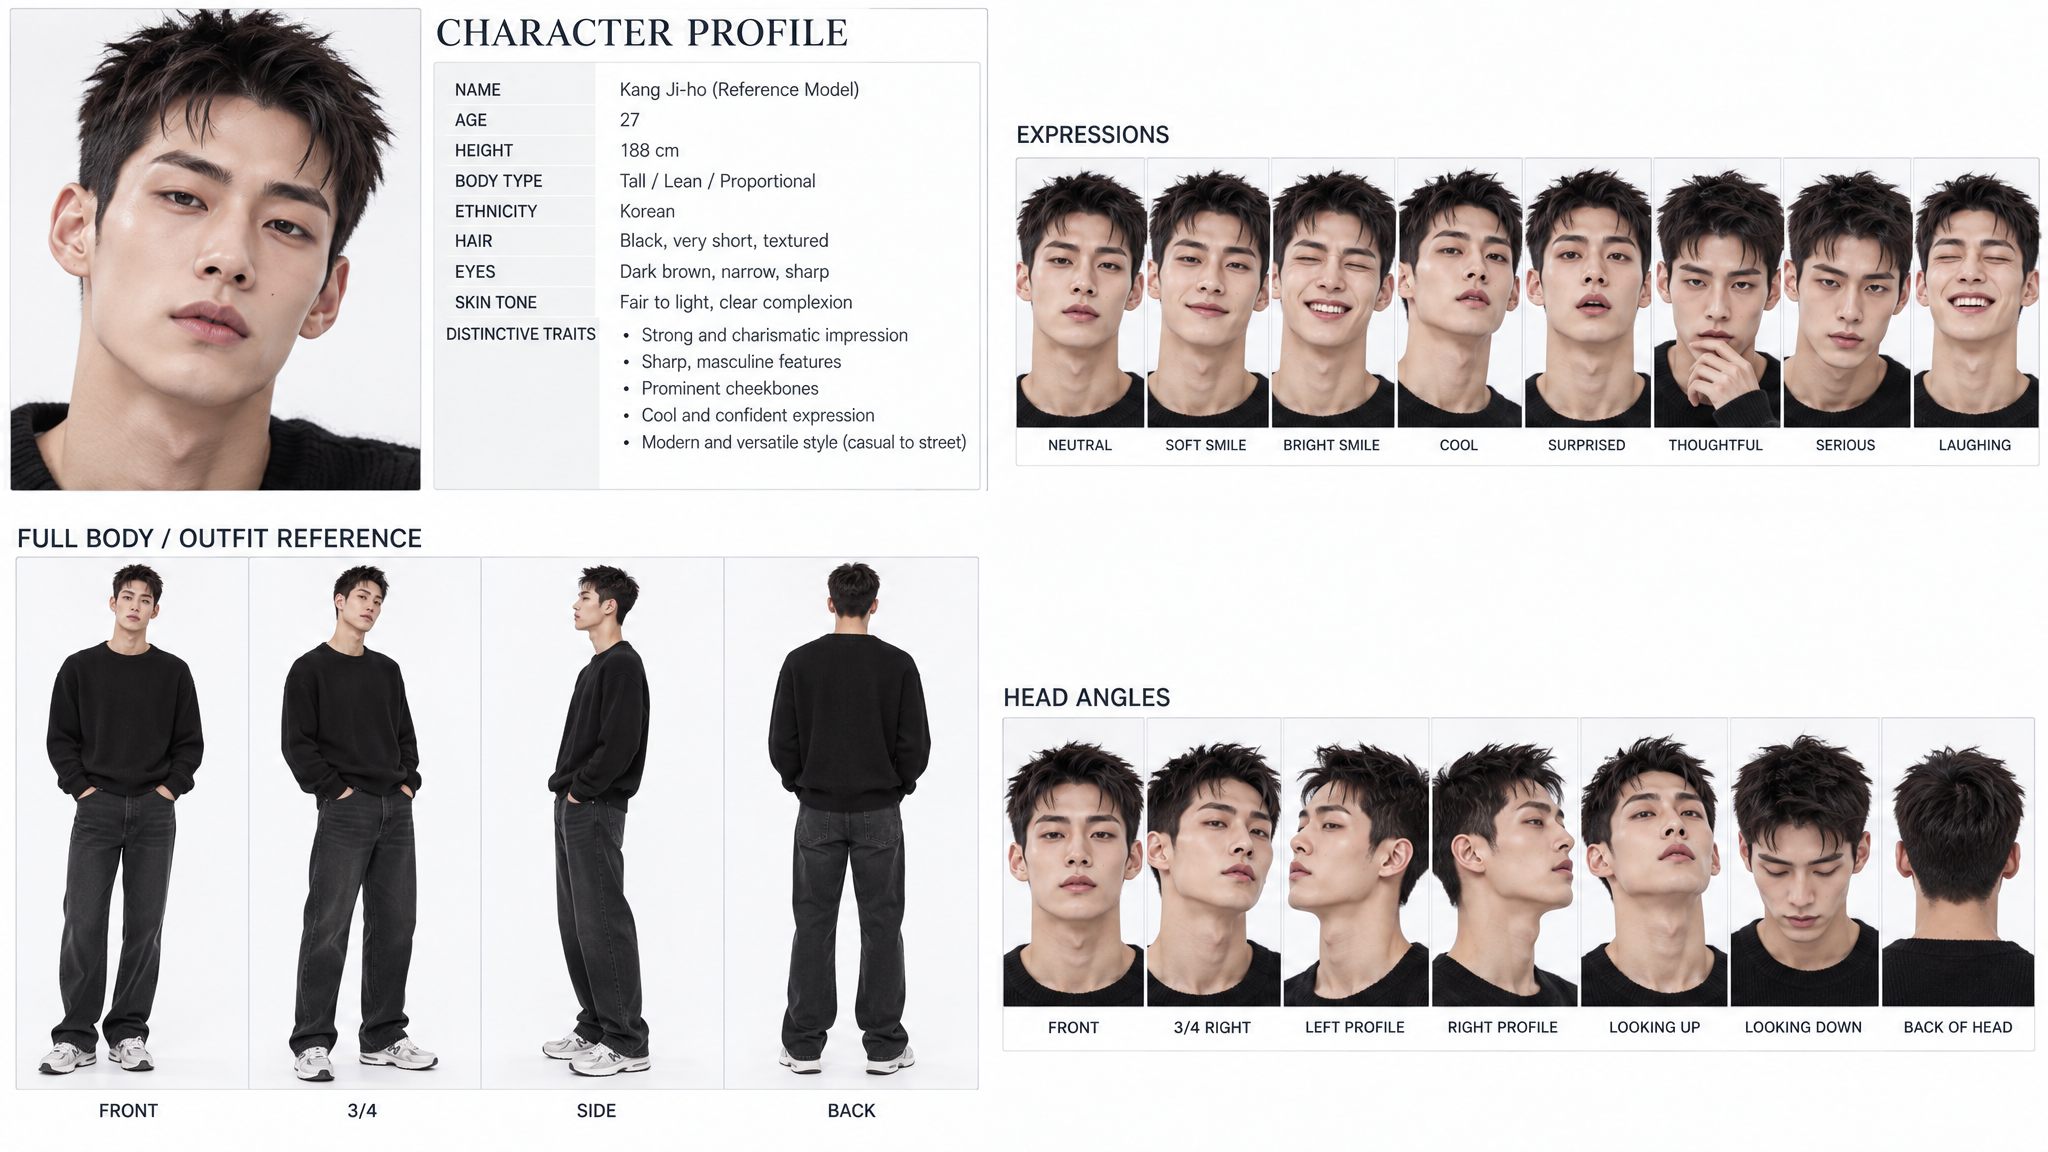 CHARACTER PROFILE
NAME Kang Ji-ho (Reference Model)
AGE 27
HEIGHT 188 cm
BODY TYPE Tall / Lean / Proportional
ETHNICITY Korean
HAIR Black, very short, textured
EYES Dark brown, narrow, sharp
SKIN TONE Fair to light, clear complexion
DISTINCTIVE TRAITS • Strong and charismatic impression
• Sharp, masculine features
• Prominent cheekbones
• Cool and confident expression
• Modern and versatile style (casual to street)
EXPRESSIONS
NEUTRAL SOFT SMILE BRIGHT SMILE COOL SURPRISED THOUGHTFUL SERIOUS LAUGHING
FULL BODY / OUTFIT REFERENCE
FRONT 3/4 SIDE BACK
HEAD ANGLES
FRONT 3/4 RIGHT LEFT PROFILE RIGHT PROFILE LOOKING UP LOOKING DOWN BACK OF HEAD